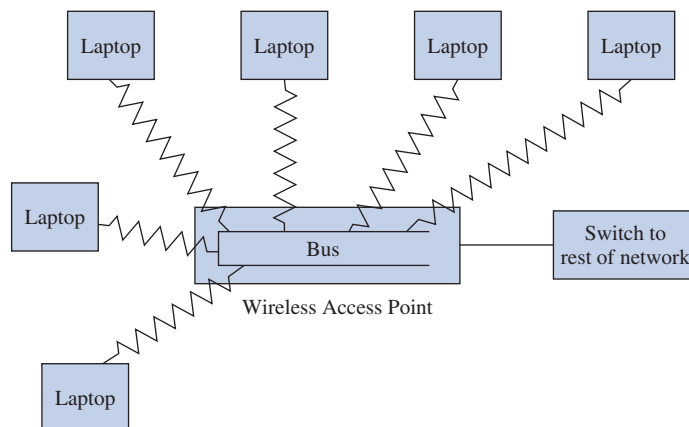 Laptop
Laptop
Laptop
Laptop
Laptop
Bus
Switch to
rest of network
Wireless Access Point
Laptop